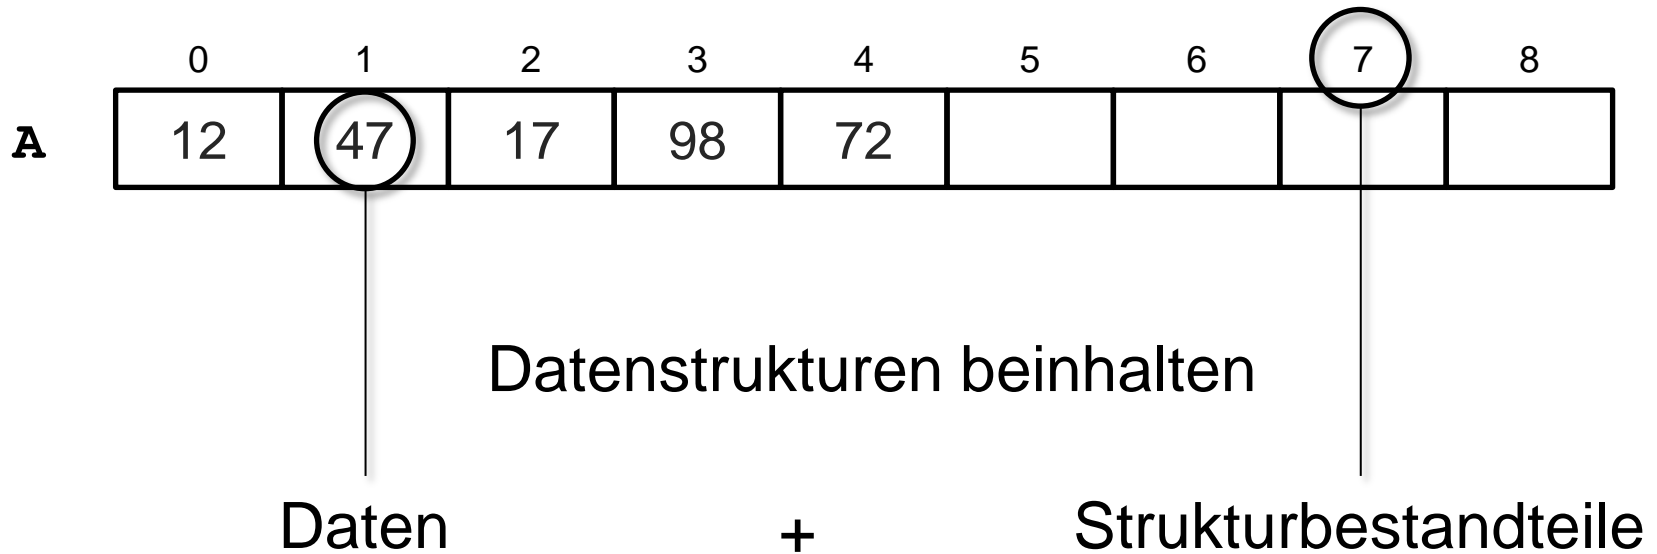 0 1 2 3 4 5 6 7 8
A 12 47 17 98 72
Datenstrukturen beinhalten
Daten + Strukturbestandteile